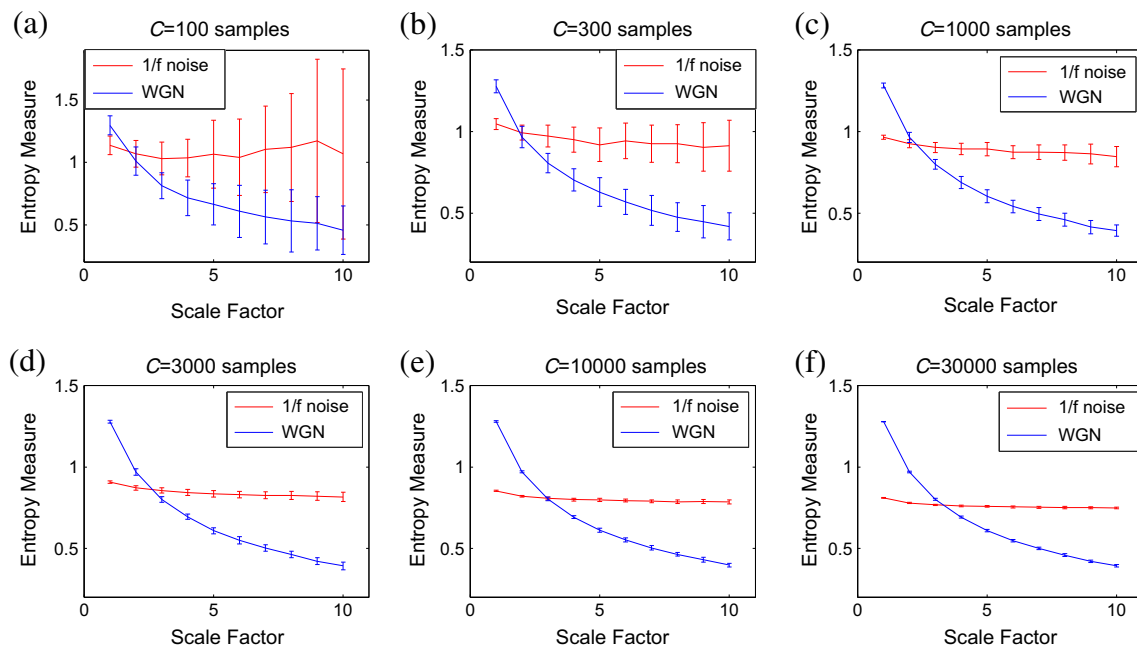 (a)
C=100 samples
1/f noise
WGN
Entropy Measure
1.5
1
0.5
0
5
10
Scale Factor
(b)
C=300 samples
1/f noise
WGN
Entropy Measure
1.5
1
0.5
0
5
10
Scale Factor
(c)
C=1000 samples
1/f noise
WGN
Entropy Measure
1.5
1
0.5
0
5
10
Scale Factor
(d)
C=3000 samples
1/f noise
WGN
Entropy Measure
1.5
1
0.5
0
5
10
Scale Factor
(e)
C=10000 samples
1/f noise
WGN
Entropy Measure
1.5
1
0.5
0
5
10
Scale Factor
(f)
C=30000 samples
1/f noise
WGN
Entropy Measure
1.5
1
0.5
0
5
10
Scale Factor